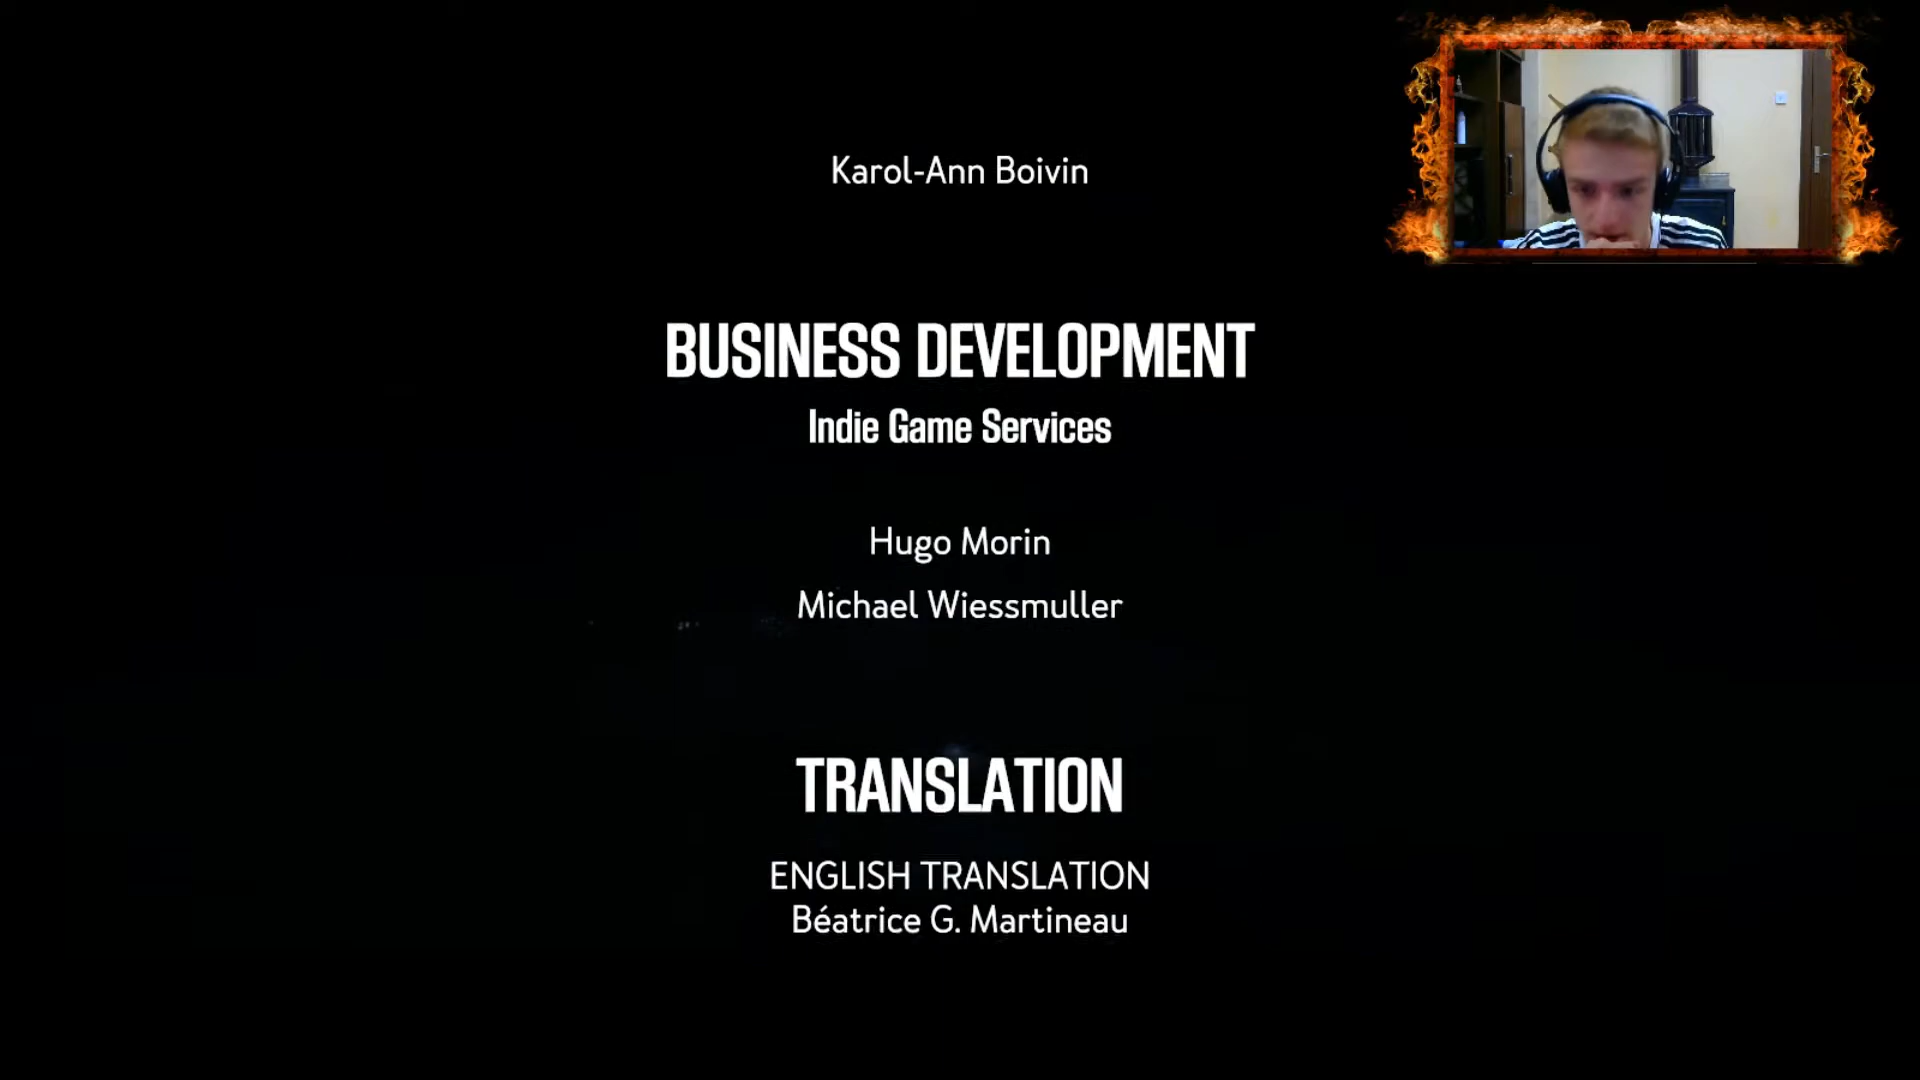 Karol-Ann Boivin
BUSINESS DEVELOPMENT
Indie Game Services
Hugo Morin
Michael Wiessmuller
TRANSLATION
ENGLISH TRANSLATION
Béatrice G. Martineau